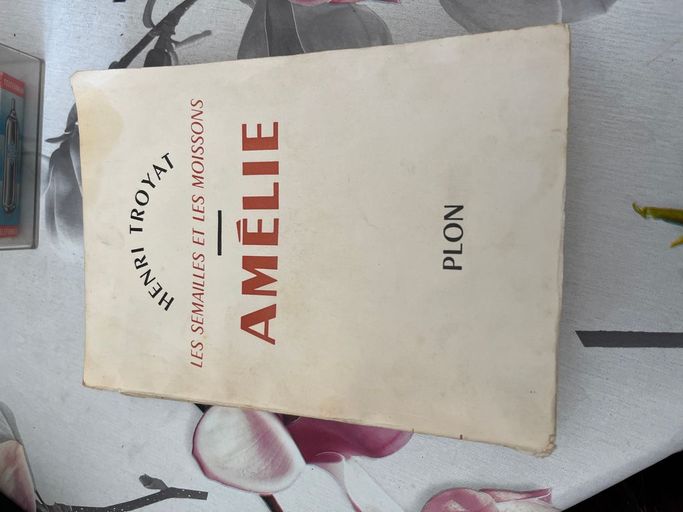 HENRI TROYAT
LES SEMAILLES ET LES MOISSONS
AMÉLIE
PLON